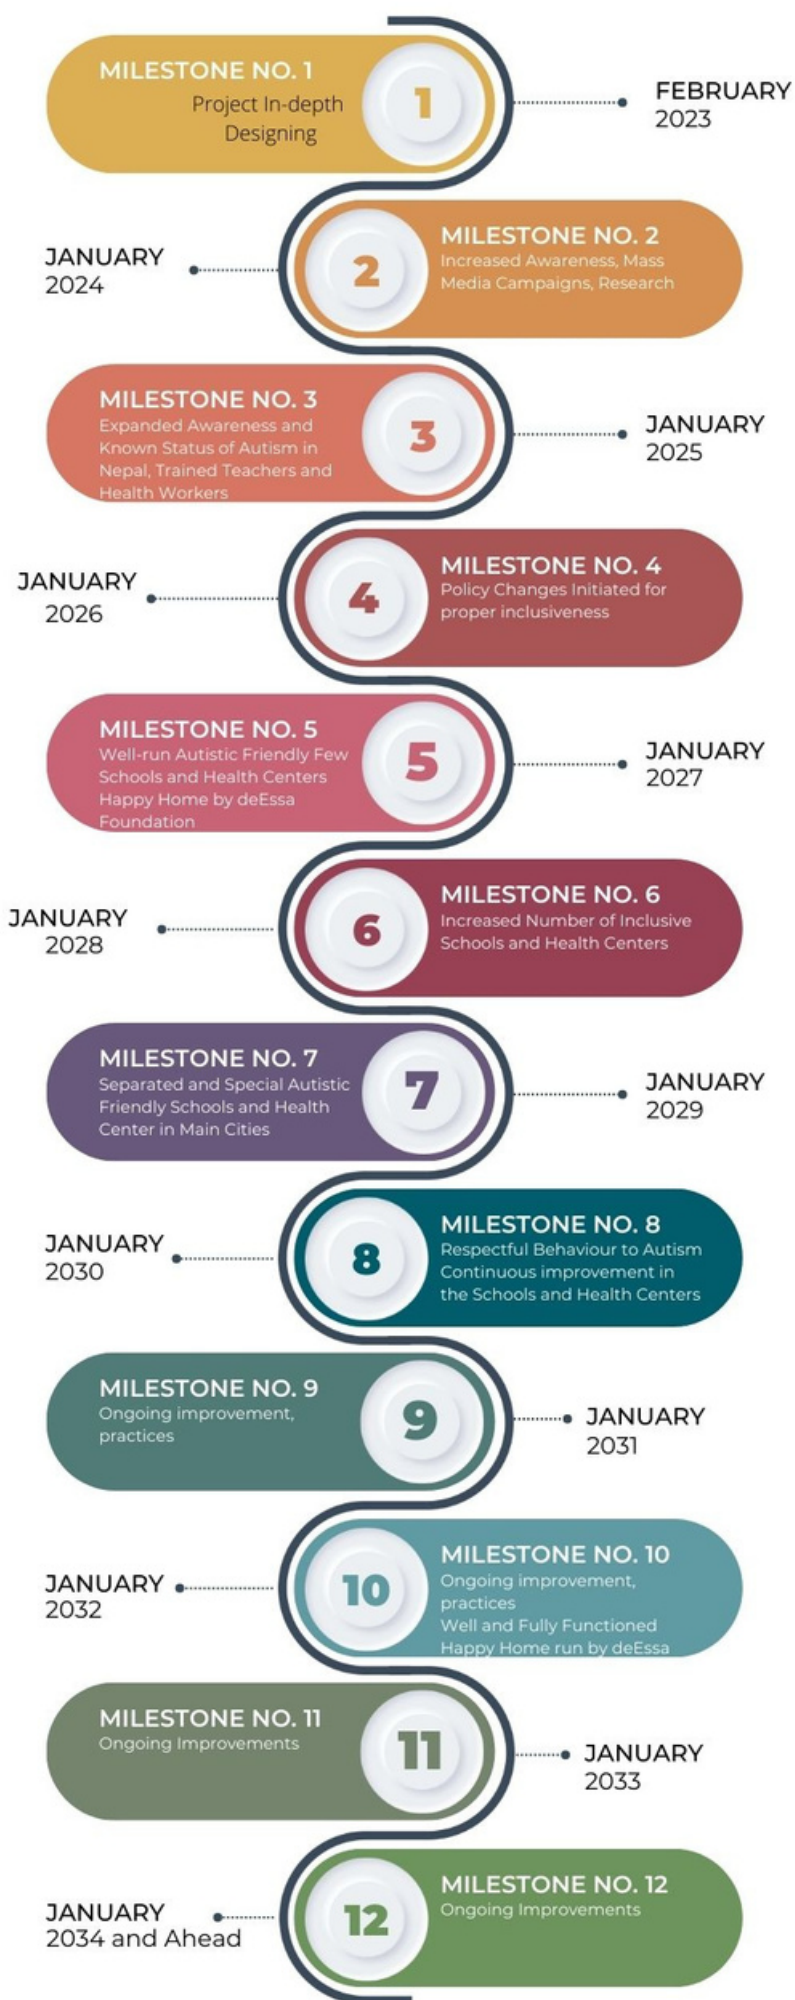 MILESTONE NO. 1
Project In-depth
Designing
1
FEBRUARY
2023
JANUARY
2024
2
MILESTONE NO. 2
Increased Awareness, Mass
Media Campaigns, Research
MILESTONE NO. 3
Expanded Awareness and
Known Status of Autism in
Nepal, Trained Teachers and
Health Workers
3
JANUARY
2025
JANUARY
2026
4
MILESTONE NO. 4
Policy Changes Initiated for
proper inclusiveness
MILESTONE NO. 5
Well-run Autistic Friendly Few
Schools and Health Centers
Happy Home by deEssa
Foundation
5
JANUARY
2027
JANUARY
2028
6
MILESTONE NO. 6
Increased Number of Inclusive
Schools and Health Centers
MILESTONE NO. 7
Separated and Special Autistic
Friendly Schools and Health
Center in Main Cities
7
JANUARY
2029
JANUARY
2030
8
MILESTONE NO. 8
Respectful Behaviour to Autism
Continuous improvement in
the Schools and Health Centers
MILESTONE NO. 9
Ongoing improvement,
practices
9
JANUARY
2031
JANUARY
2032
10
MILESTONE NO. 10
Ongoing improvement,
practices
Well and Fully Functioned
Happy Home run by deEssa
MILESTONE NO. 11
Ongoing Improvements
11
JANUARY
2033
JANUARY
2034 and Ahead
12
MILESTONE NO. 12
Ongoing Improvements